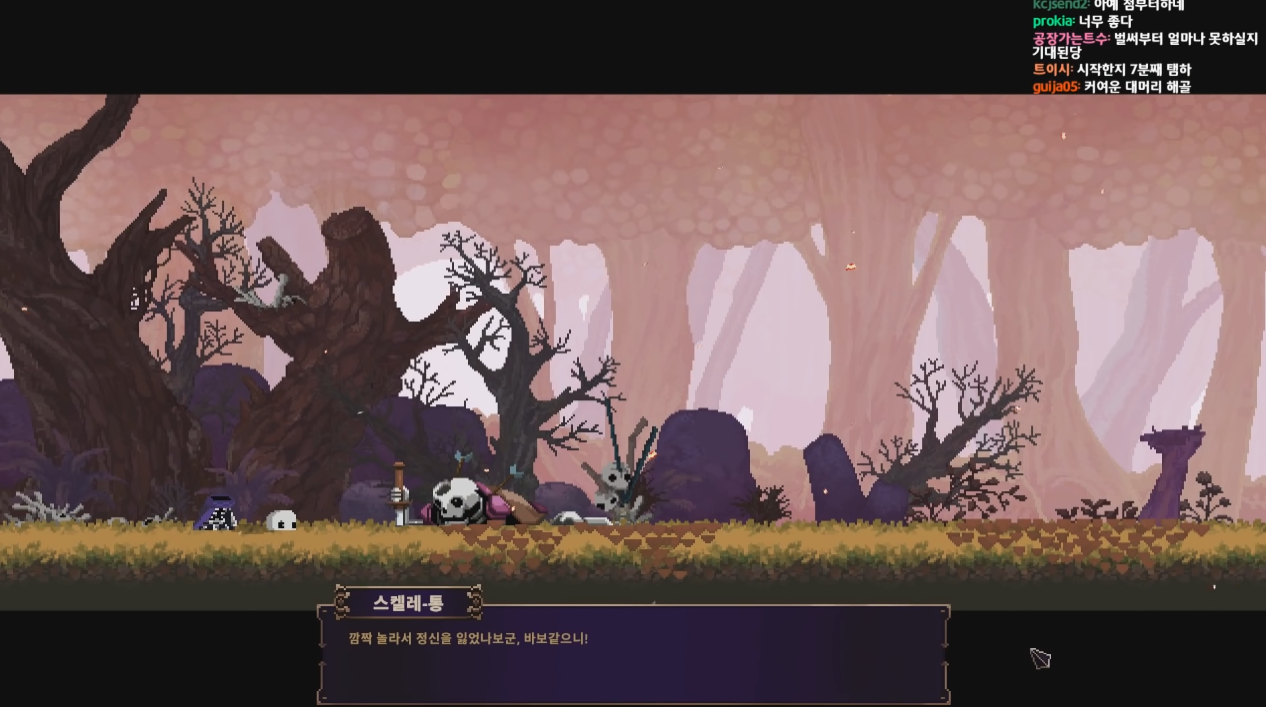 kcjsend2: 아예 첨부터하네
prokia: 너무 좋다
공장가는트수: 벌써부터 얼마나 못하실지
기대된당
트이시: 시작한지 7분째 탬하
guija05: 커여운 대머리 해골
스켈레-통
깜짝 놀라서 정신을 잃었나보군, 바보같으니!